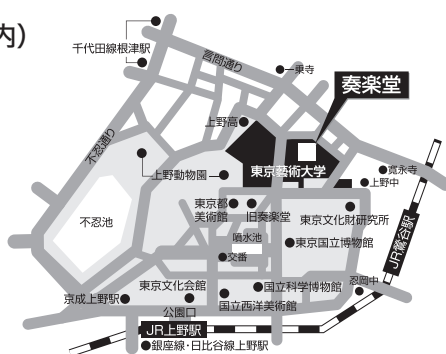 内)
千代田線根津駅
言問通り
一乗寺
奏楽堂
不忍通り
上野高
上野動物園
東京藝術大学
寛永寺
上野中
不忍池
東京都
美術館
旧奏楽堂
東京文化財研究所
噴水池
東京国立博物館
交番
JR鶯谷駅
忍岡中
国立科学博物館
東京文化会館
京成上野駅
公園口
国立西洋美術館
JR上野駅
銀座線・日比谷線上野駅